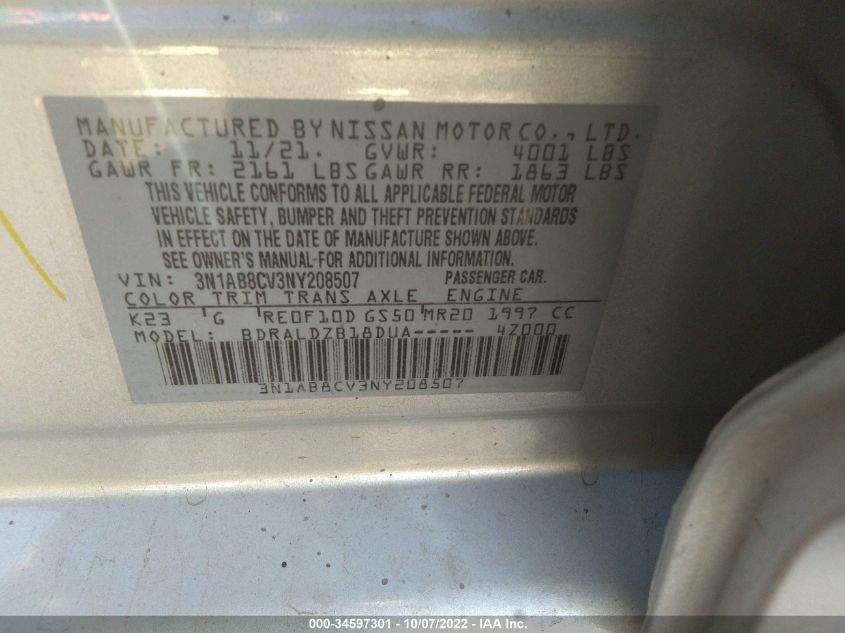 MANUFACTURED BY NISSAN MOTOR CO., LTD.
DATE: 11/21. GVWR: 4001 LBS
GAWR FR: 2161 LBS GAWR RR: 1863 LBS
THIS VEHICLE CONFORMS TO ALL APPLICABLE FEDERAL MOTOR
VEHICLE SAFETY, BUMPER AND THEFT PREVENTION STANDARDS
IN EFFECT ON THE DATE OF MANUFACTURE SHOWN ABOVE.
SEE OWNER'S MANUAL FOR ADDITIONAL INFORMATION.
VIN: 3N1AB8CV3NY208507 PASSENGER CAR.
COLOR TRIM TRANS AXLE ENGINE
K23 G RE0F10D GS50 MR20 1997 CC
MODEL: BDRALDZB18DUA----- 4Z000
3N1AB8CV3NY208507
000-34597301 - 10/07/2022 - IAA Inc.